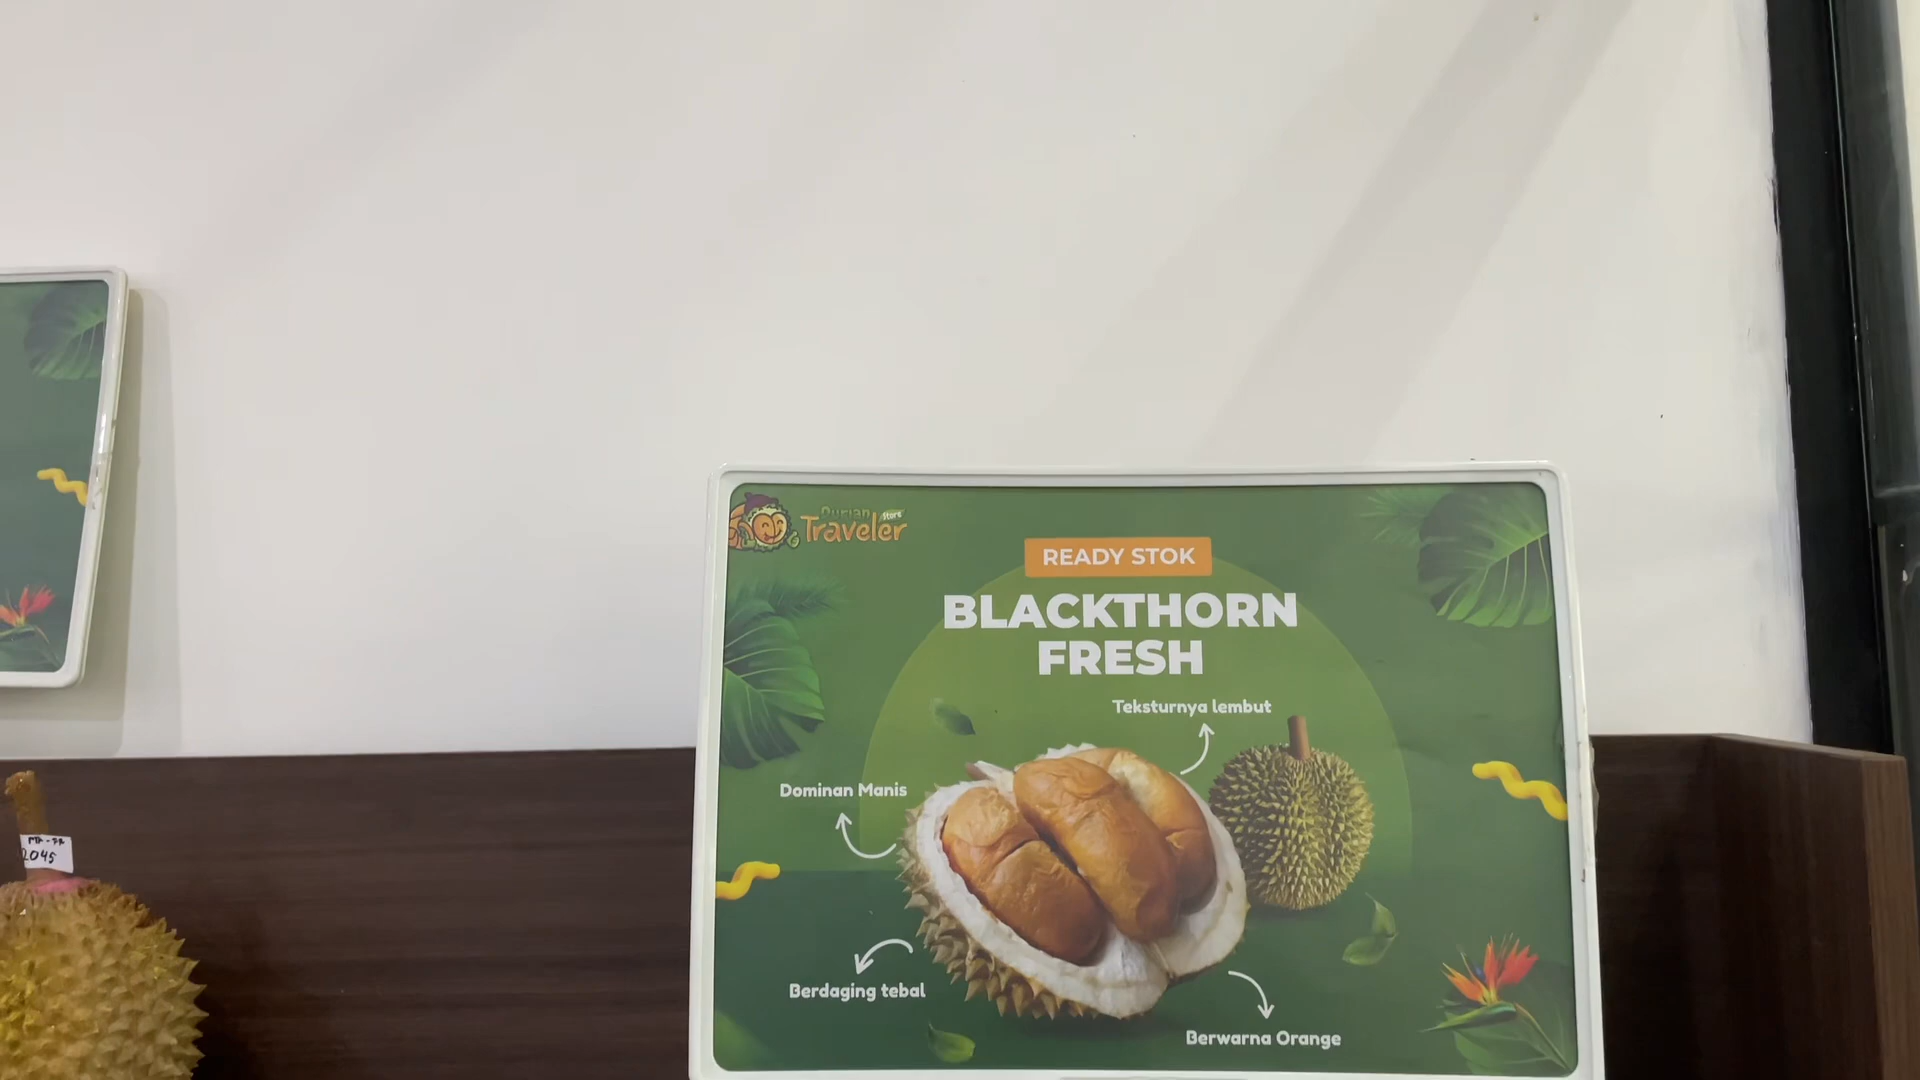 Durian Store
Traveler
READY STOK
BLACKTHORN
FRESH
Teksturnya lembut
Dominan Manis
Berdaging tebal
Berwarna Orange
2045